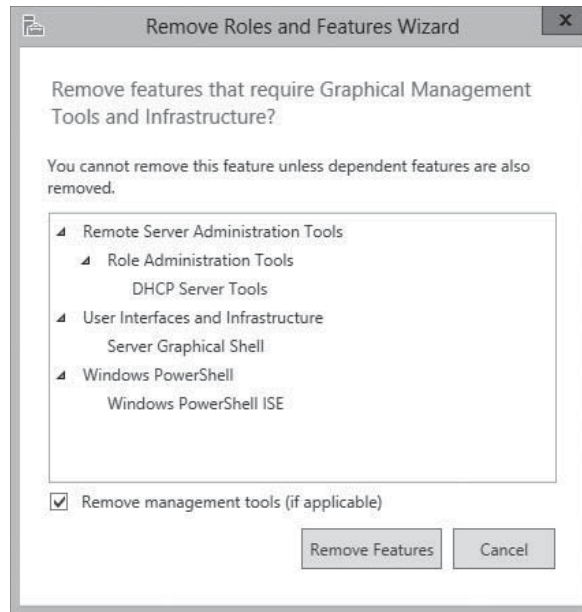 Remove Roles and Features Wizard
x
Remove features that require Graphical Management
Tools and Infrastructure?
You cannot remove this feature unless dependent features are also
removed.
Remote Server Administration Tools
Role Administration Tools
DHCP Server Tools
User Interfaces and Infrastructure
Server Graphical Shell
Windows PowerShell
Windows PowerShell ISE
Remove management tools (if applicable)
Remove Features
Cancel